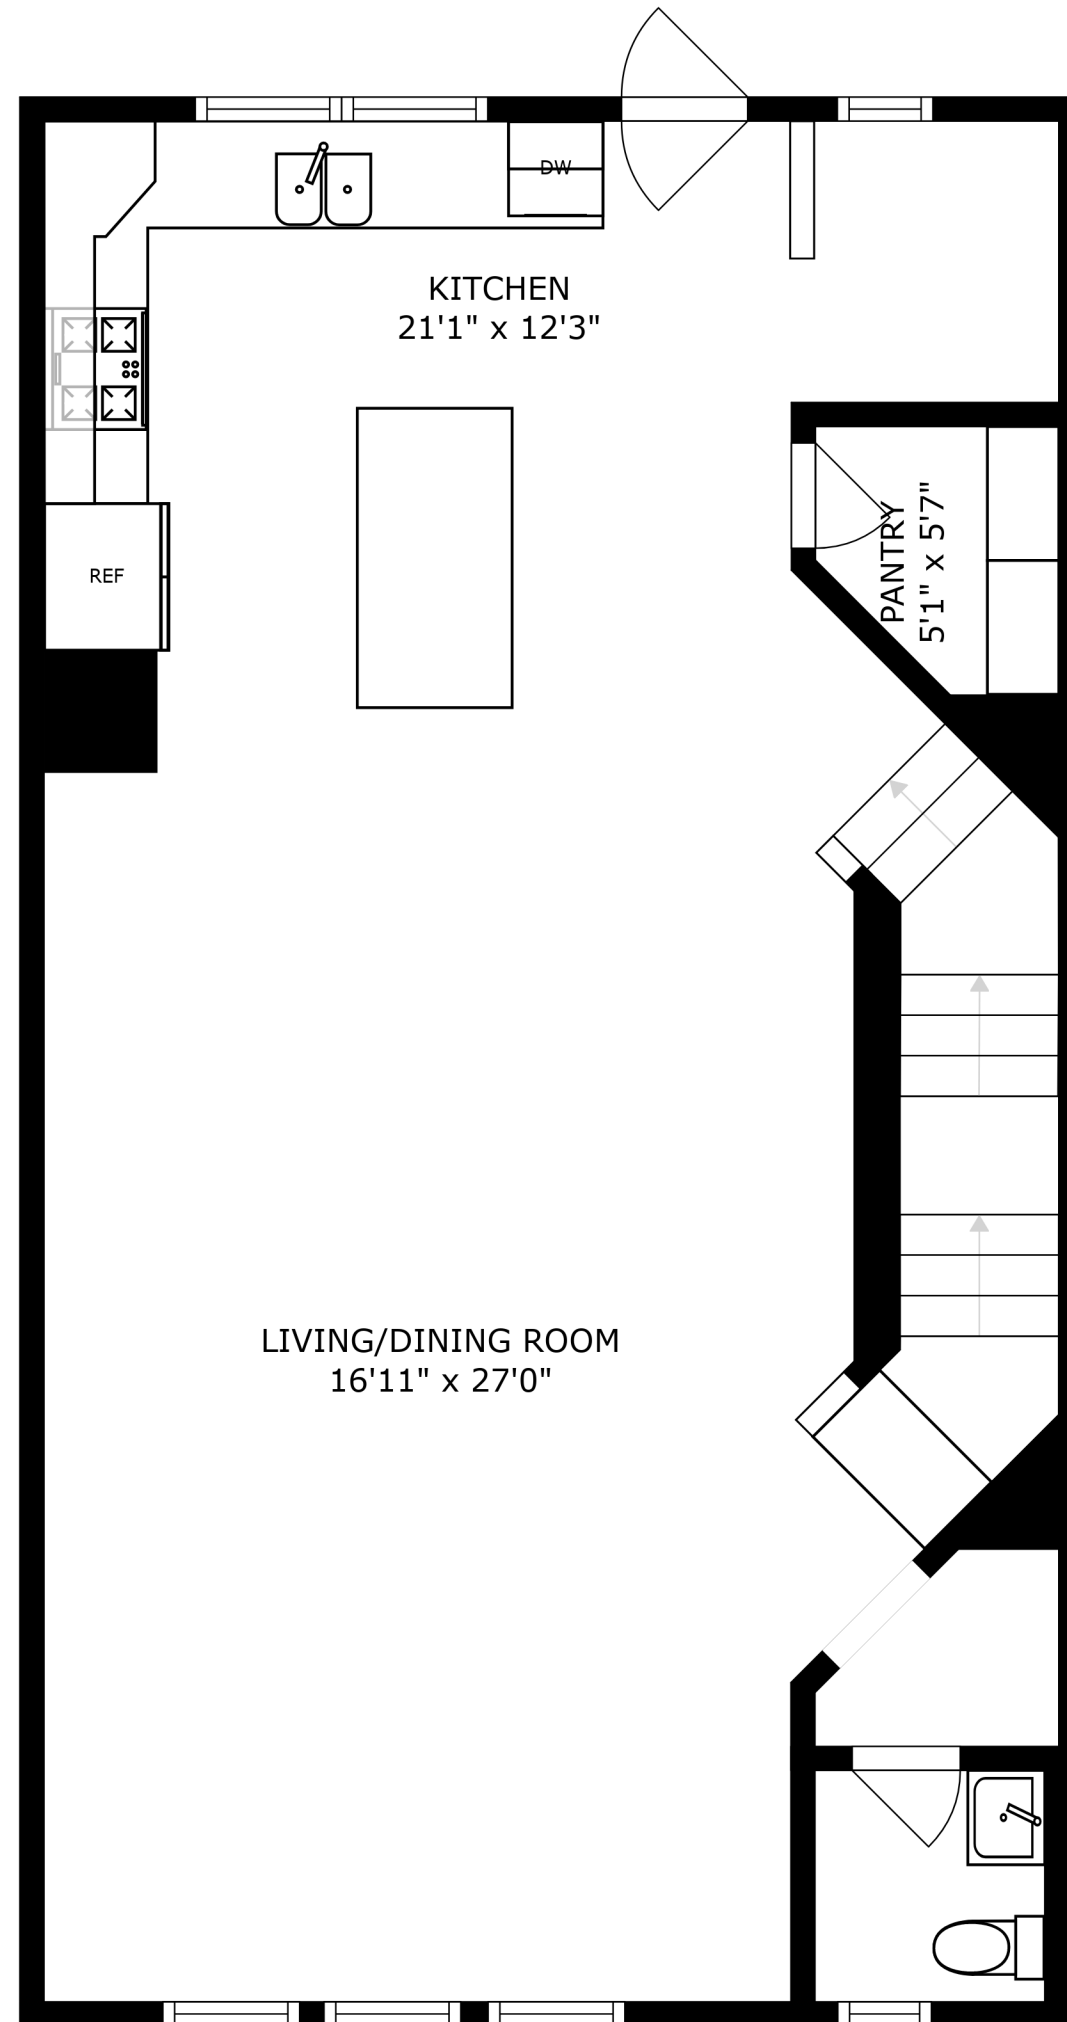 DW
KITCHEN
21'1" x 12'3"
PANTRY
5'1" x 5'7"
REF
LIVING/DINING ROOM
16'11" x 27'0"